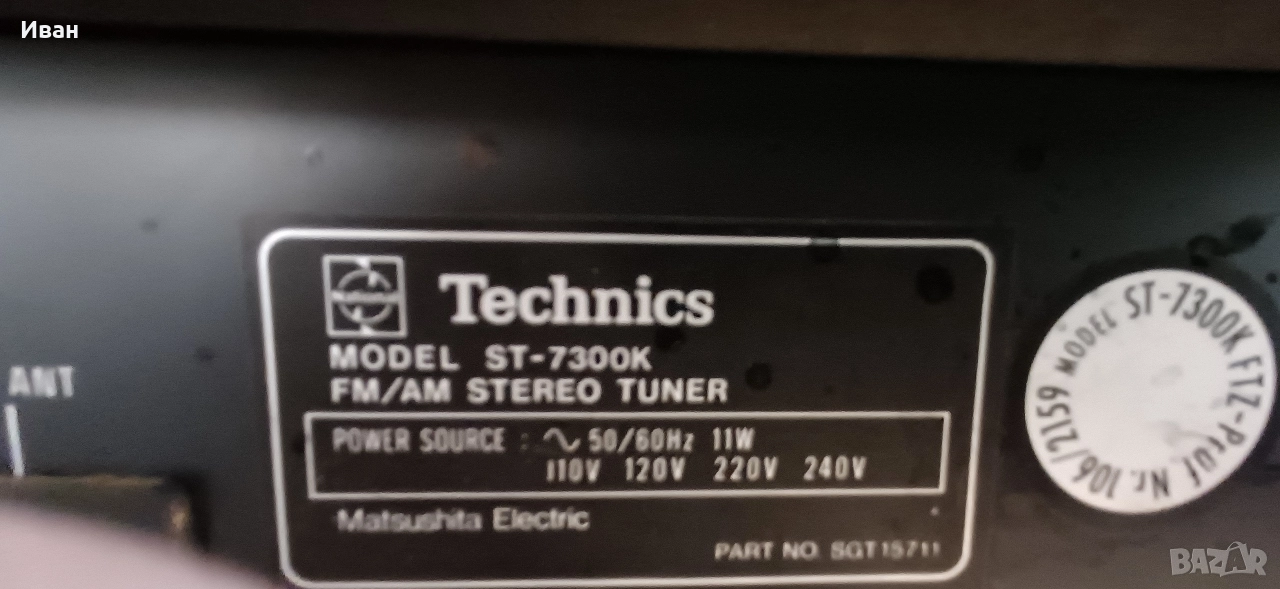 Иван
Technics
MODEL ST-7300K
FM/AM STEREO TUNER
POWER SOURCE : ∿ 50/60Hz 11W
110V 120V 220V 240V
Matsushita Electric
PART NO. SGT15711
ANT
MODEL ST-7300K FTZ-Prüf Nr. 106/2159
BAZAR